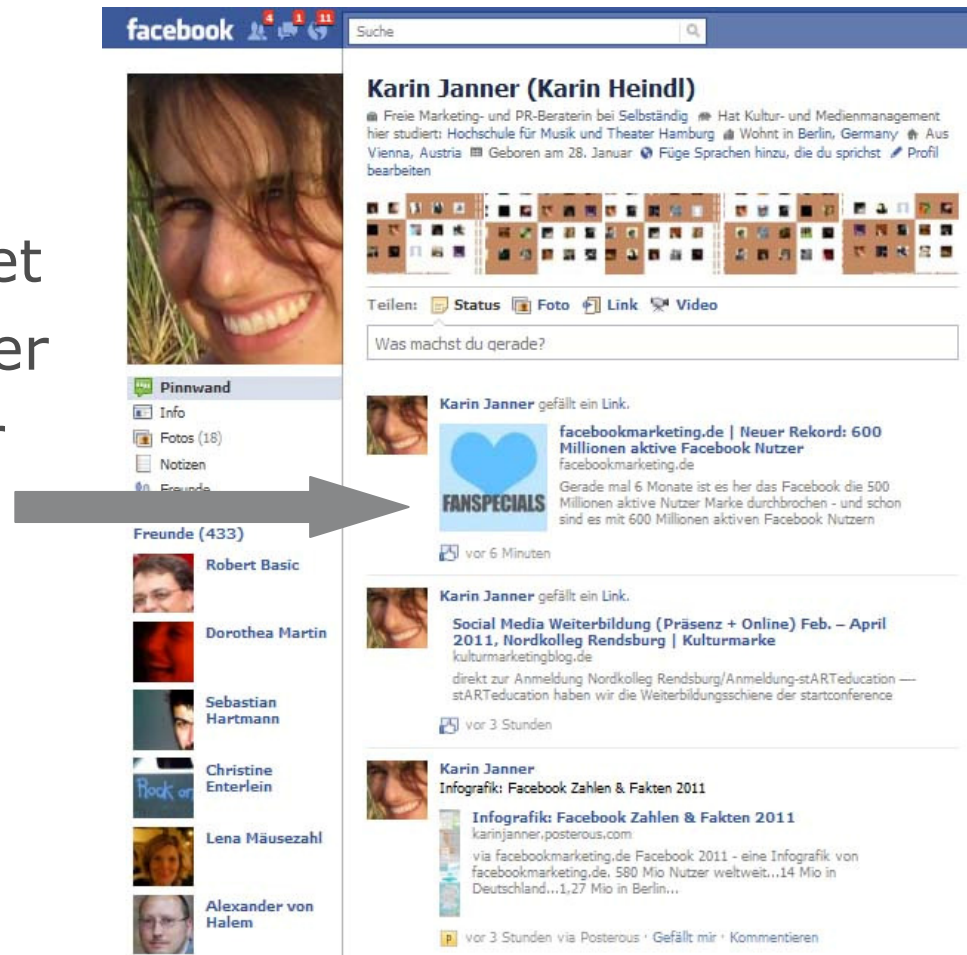 facebook 4 1 11 Suche
et
er
r
Karin Janner (Karin Heindl)
Freie Marketing- und PR-Beraterin bei Selbständig Hat Kultur- und Medienmanagement
hier studiert: Hochschule für Musik und Theater Hamburg Wohnt in Berlin, Germany Aus
Vienna, Austria Geboren am 28. Januar Füge Sprachen hinzu, die du sprichst Profil
bearbeiten
Teilen: Status Foto Link Video
Was machst du gerade?
Pinnwand
Info
Fotos (18)
Notizen
Freunde
Freunde (433)
Robert Basic
Dorothea Martin
Sebastian
Hartmann
Christine
Enterlein
Rock on
Lena Mäusezahl
Alexander von
Halem
Karin Janner gefällt ein Link.
FANSPECIALS
facebookmarketing.de | Neuer Rekord: 600
Millionen aktive Facebook Nutzer
facebookmarketing.de
Gerade mal 6 Monate ist es her das Facebook die 500
Millionen aktive Nutzer Marke durchbrochen - und schon
sind es mit 600 Millionen aktiven Facebook Nutzern
vor 6 Minuten
Karin Janner gefällt ein Link.
Social Media Weiterbildung (Präsenz + Online) Feb. – April
2011, Nordkolleg Rendsburg | Kulturmarke
kulturmarketingblog.de
direkt zur Anmeldung Nordkolleg Rendsburg/Anmeldung-stARTeducation —
stARTeducation haben wir die Weiterbildungsschiene der startconference
vor 3 Stunden
Karin Janner
Infografik: Facebook Zahlen & Fakten 2011
Infografik: Facebook Zahlen & Fakten 2011
karinjanner.posterous.com
via facebookmarketing.de Facebook 2011 - eine Infografik von
facebookmarketing.de. 580 Mio Nutzer weltweit...14 Mio in
Deutschland...1,27 Mio in Berlin...
P vor 3 Stunden via Posterous · Gefällt mir · Kommentieren